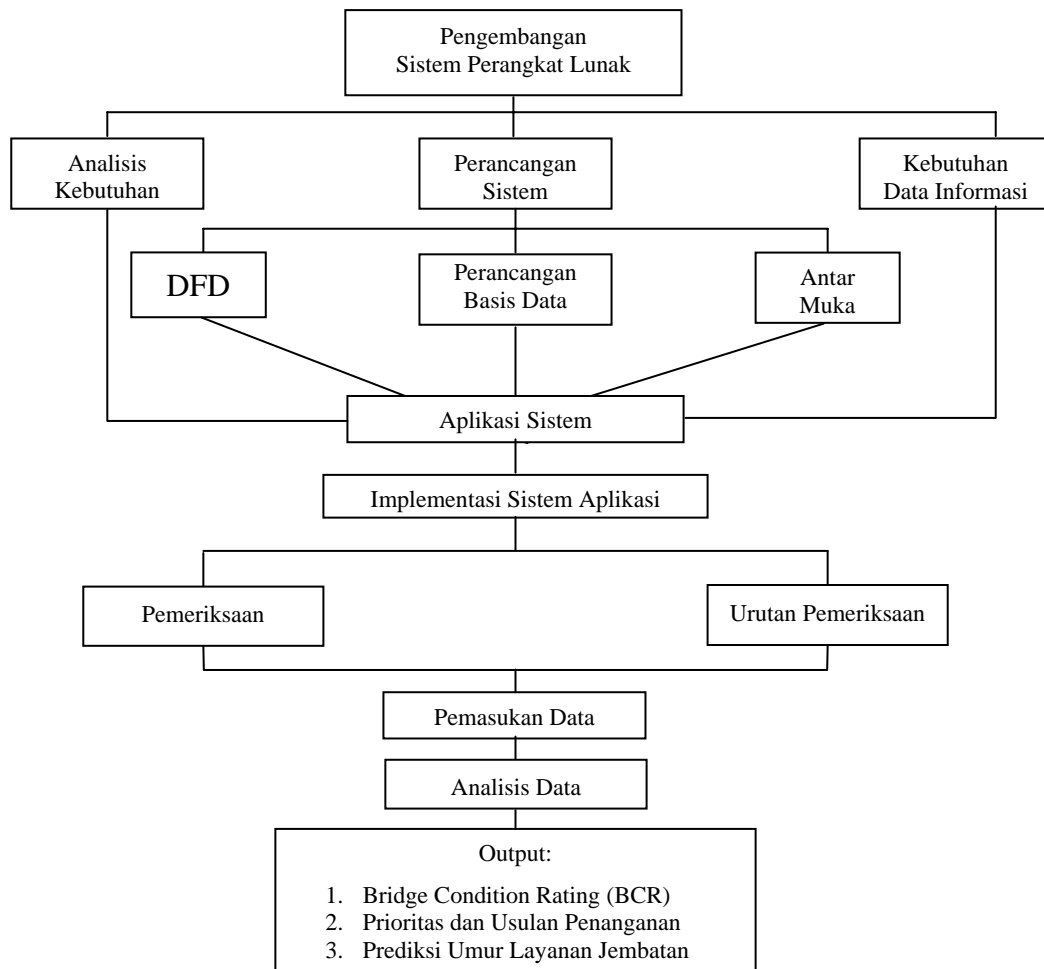 Pengembangan
Sistem Perangkat Lunak
Analisis
Kebutuhan
Perancangan
Sistem
Kebutuhan
Data Informasi
DFD
Perancangan
Basis Data
Antar
Muka
Aplikasi Sistem
Implementasi Sistem Aplikasi
Pemeriksaan
Urutan Pemeriksaan
Pemasukan Data
Analisis Data
Output:
1. Bridge Condition Rating (BCR)
2. Prioritas dan Usulan Penanganan
3. Prediksi Umur Layanan Jembatan